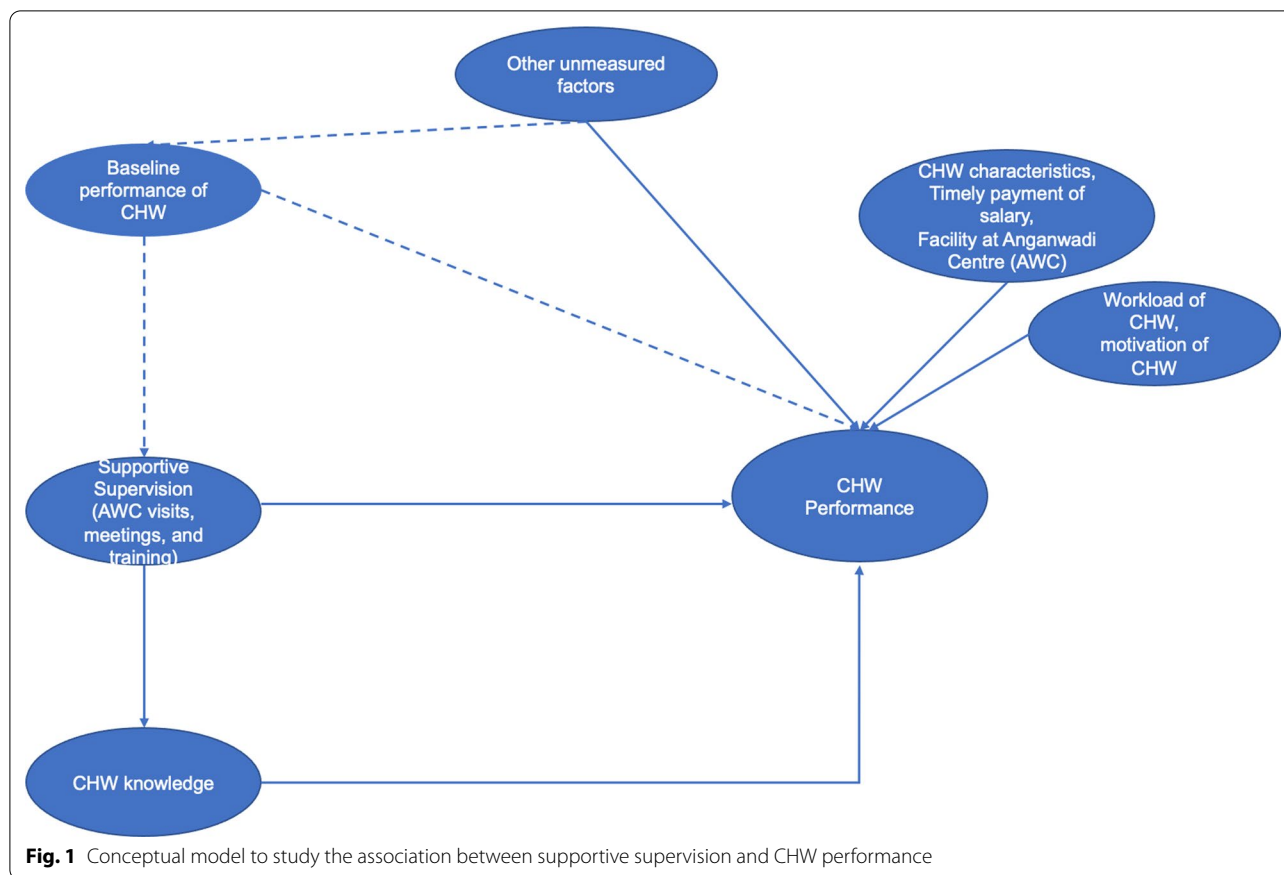 Other unmeasured
factors
Baseline
performance of
CHW
CHW characteristics,
Timely payment of
salary,
Facility at Anganwadi
Centre (AWC)
Workload of
CHW,
motivation of
CHW
Supportive
Supervision
(AWC visits,
meetings, and
training)
CHW
Performance
CHW knowledge
Fig. 1 Conceptual model to study the association between supportive supervision and CHW performance